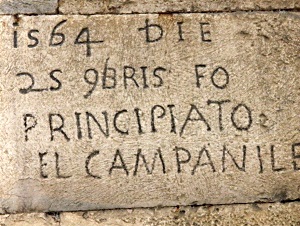 1564 DIE
25 9BRIS FO
PRINCIPIATO
EL CAMPANILE